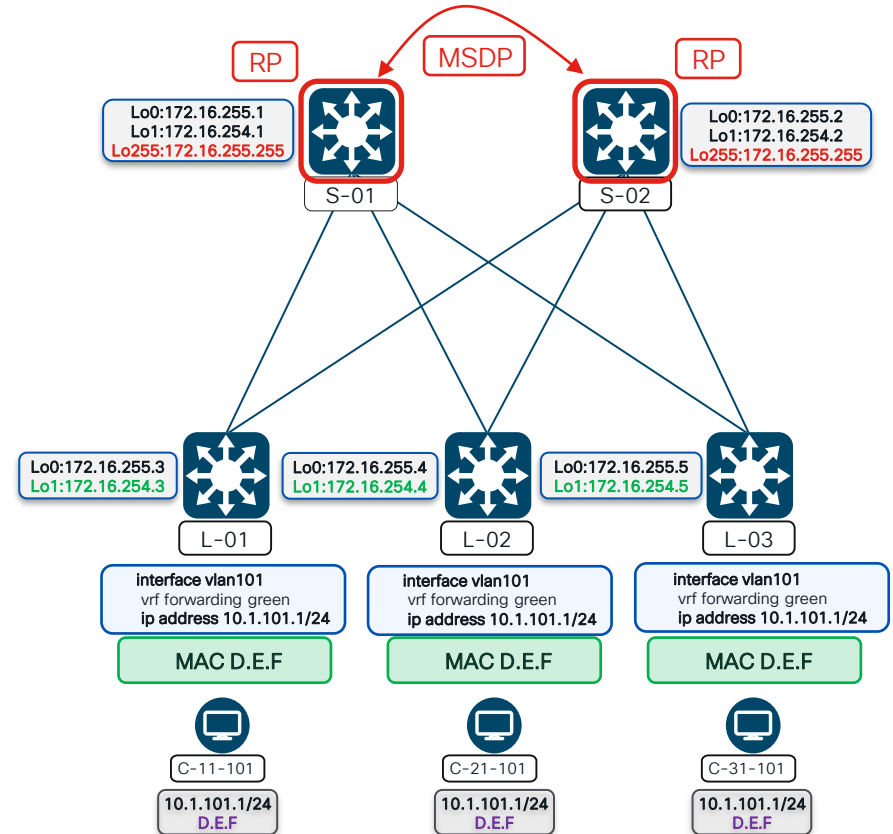 RP
MSDP
RP
Lo0:172.16.255.1
Lo1:172.16.254.1
Lo255:172.16.255.255
Lo0:172.16.255.2
Lo1:172.16.254.2
Lo255:172.16.255.255
S-01
S-02
Lo0:172.16.255.3
Lo1:172.16.254.3
Lo0:172.16.255.4
Lo1:172.16.254.4
Lo0:172.16.255.5
Lo1:172.16.254.5
L-01
L-02
L-03
interface vlan101
vrf forwarding green
ip address 10.1.101.1/24
interface vlan101
vrf forwarding green
ip address 10.1.101.1/24
interface vlan101
vrf forwarding green
ip address 10.1.101.1/24
MAC D.E.F
MAC D.E.F
MAC D.E.F
C-11-101
C-21-101
C-31-101
10.1.101.1/24
D.E.F
10.1.101.1/24
D.E.F
10.1.101.1/24
D.E.F